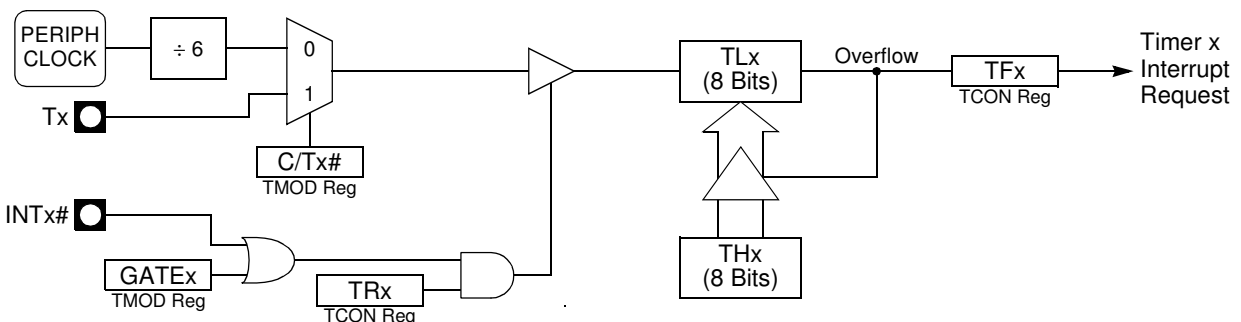 PERIPH
CLOCK
÷ 6
0
1
Tx
C/Tx#
TMOD Reg
INTx#
GATEx
TMOD Reg
TRx
TCON Reg
TLx
(8 Bits)
Overflow
THx
(8 Bits)
TFx
TCON Reg
Timer x
Interrupt
Request